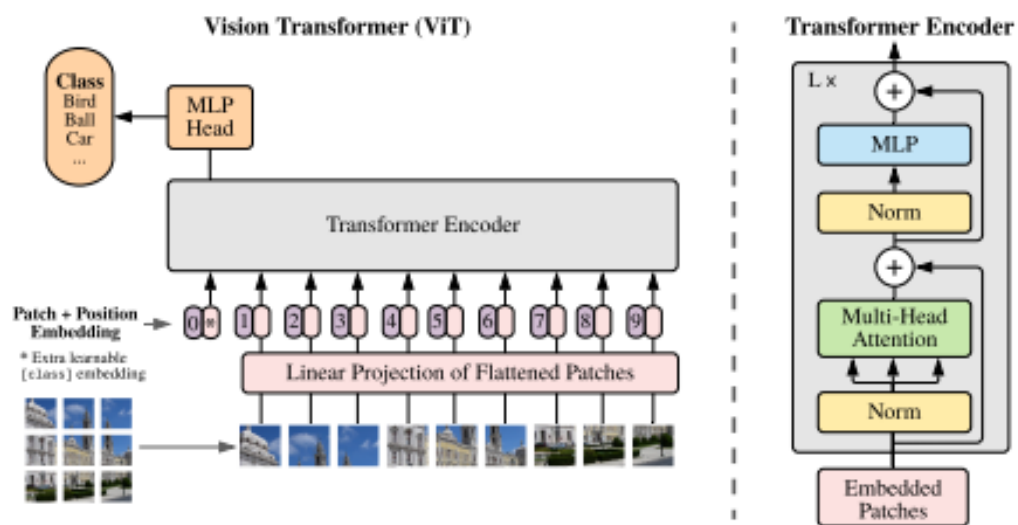 Vision Transformer (ViT)
Class
Bird
Ball
Car
...
MLP
Head
Transformer Encoder
Patch + Position
Embedding
0 * 1 2 3 4 5 6 7 8 9
* Extra learnable
[class] embedding
Linear Projection of Flattened Patches
Transformer Encoder
L ×
+
MLP
Norm
+
Multi-Head
Attention
Norm
Embedded
Patches